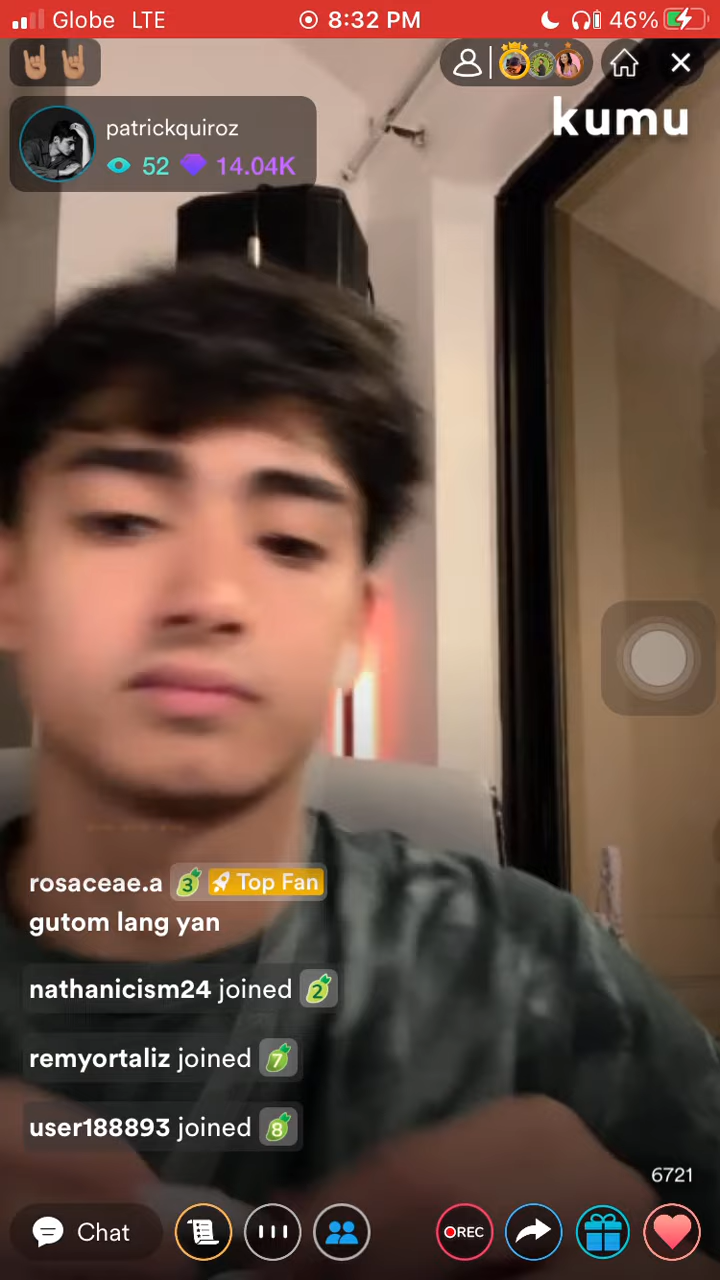 Globe LTE 8:32 PM 46%
kumu
patrickquiroz
52 14.04K
rosaceae.a 3 Top Fan
gutom lang yan
nathanicism24 joined 2
remyortaliz joined 7
user188893 joined 8
6721
Chat REC